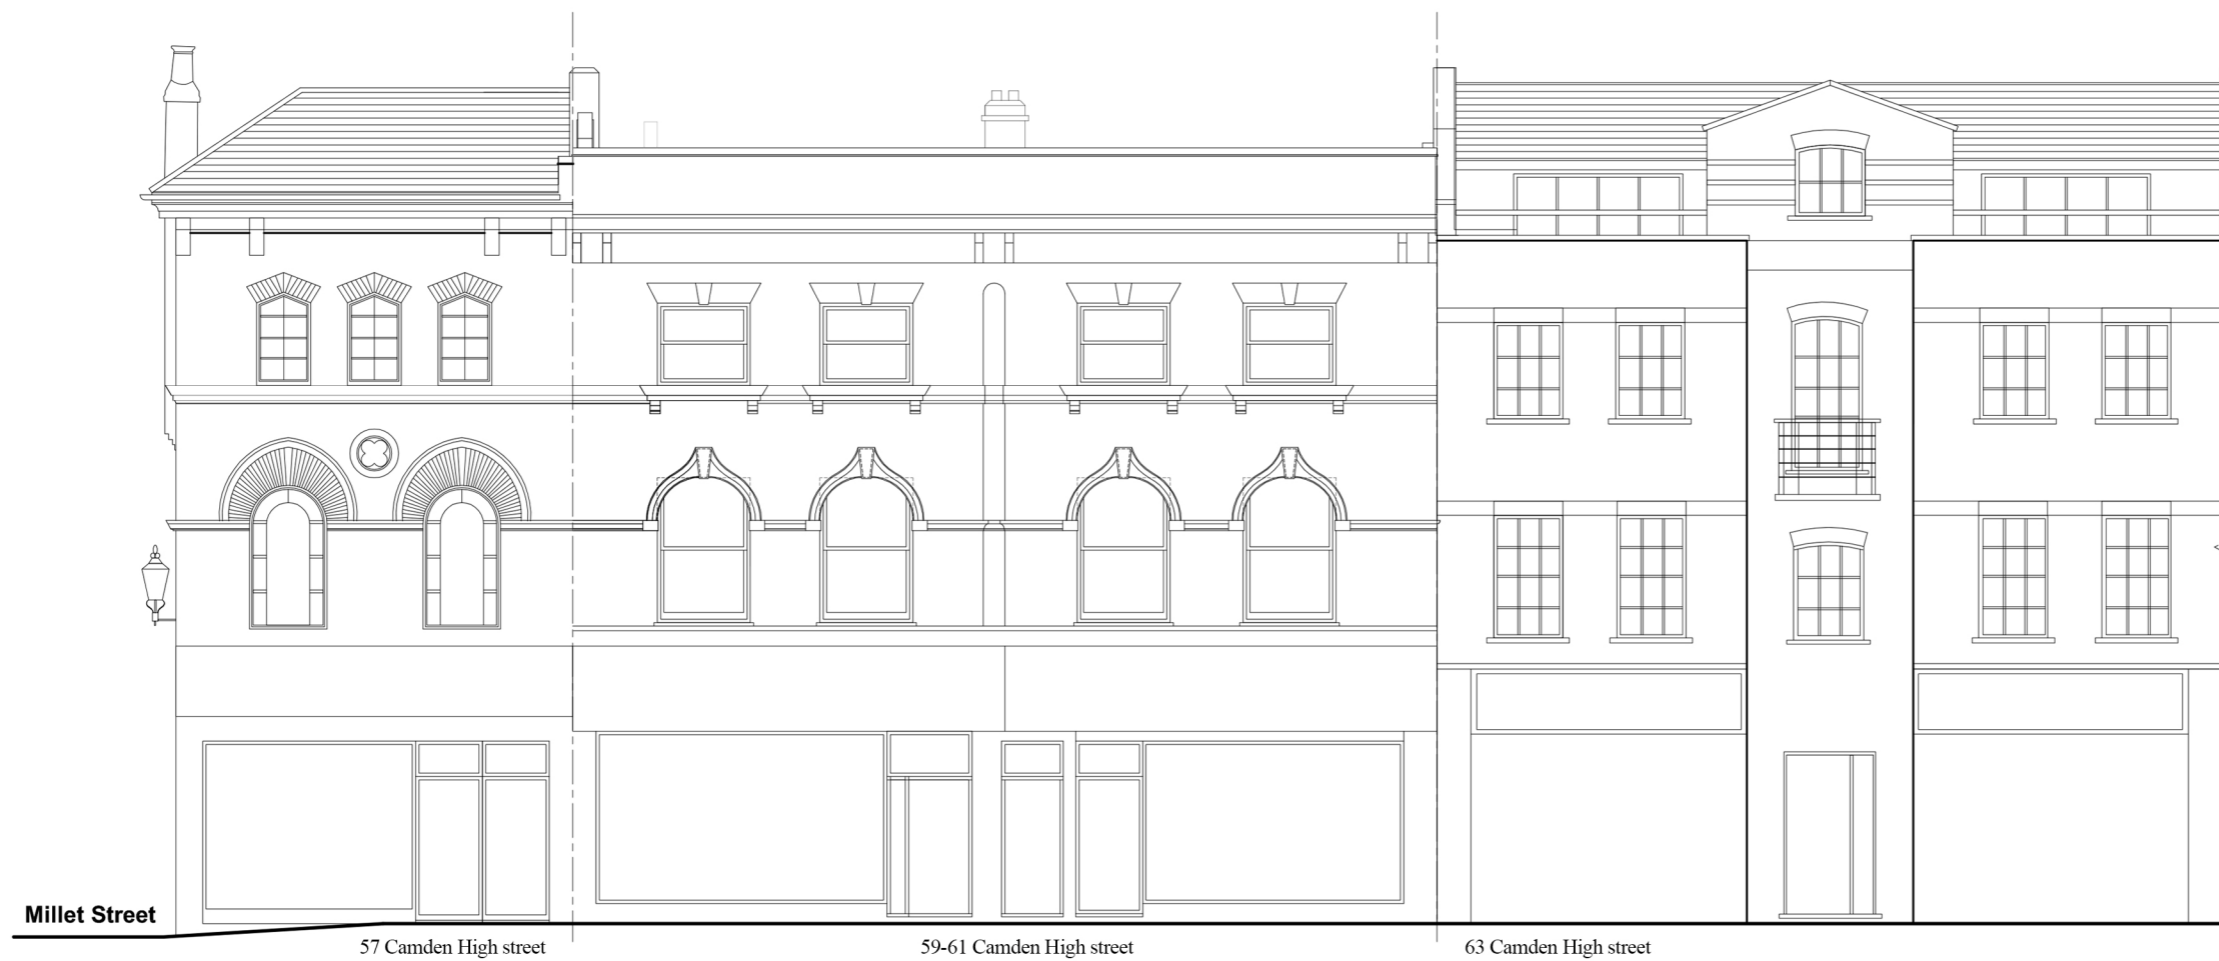 Millet Street
57 Camden High street
59-61 Camden High street
63 Camden High street